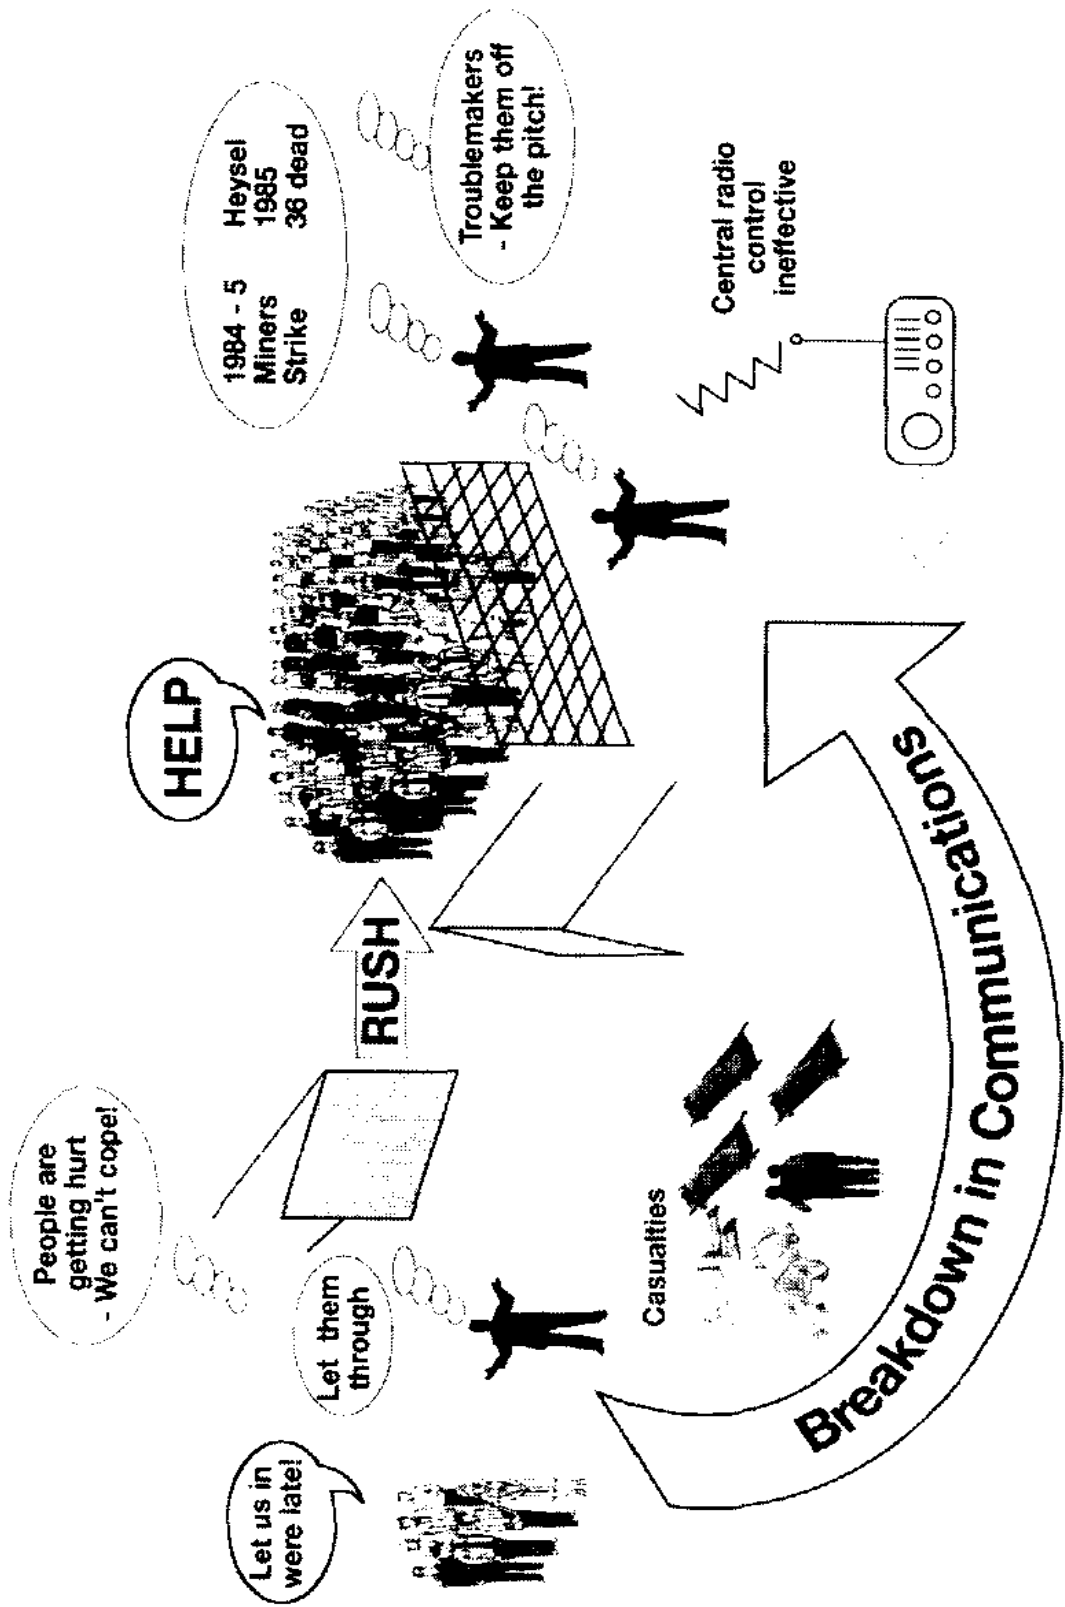 Let us in
were late!
People are
getting hurt
- We can't cope!
Let them
through
RUSH
HELP
1984 - 5
Miners
Strike
Heysel
1985
36 dead
Troublemakers
- Keep them off
the pitch!
Central radio
control
ineffective
Casualties
Breakdown in Communications